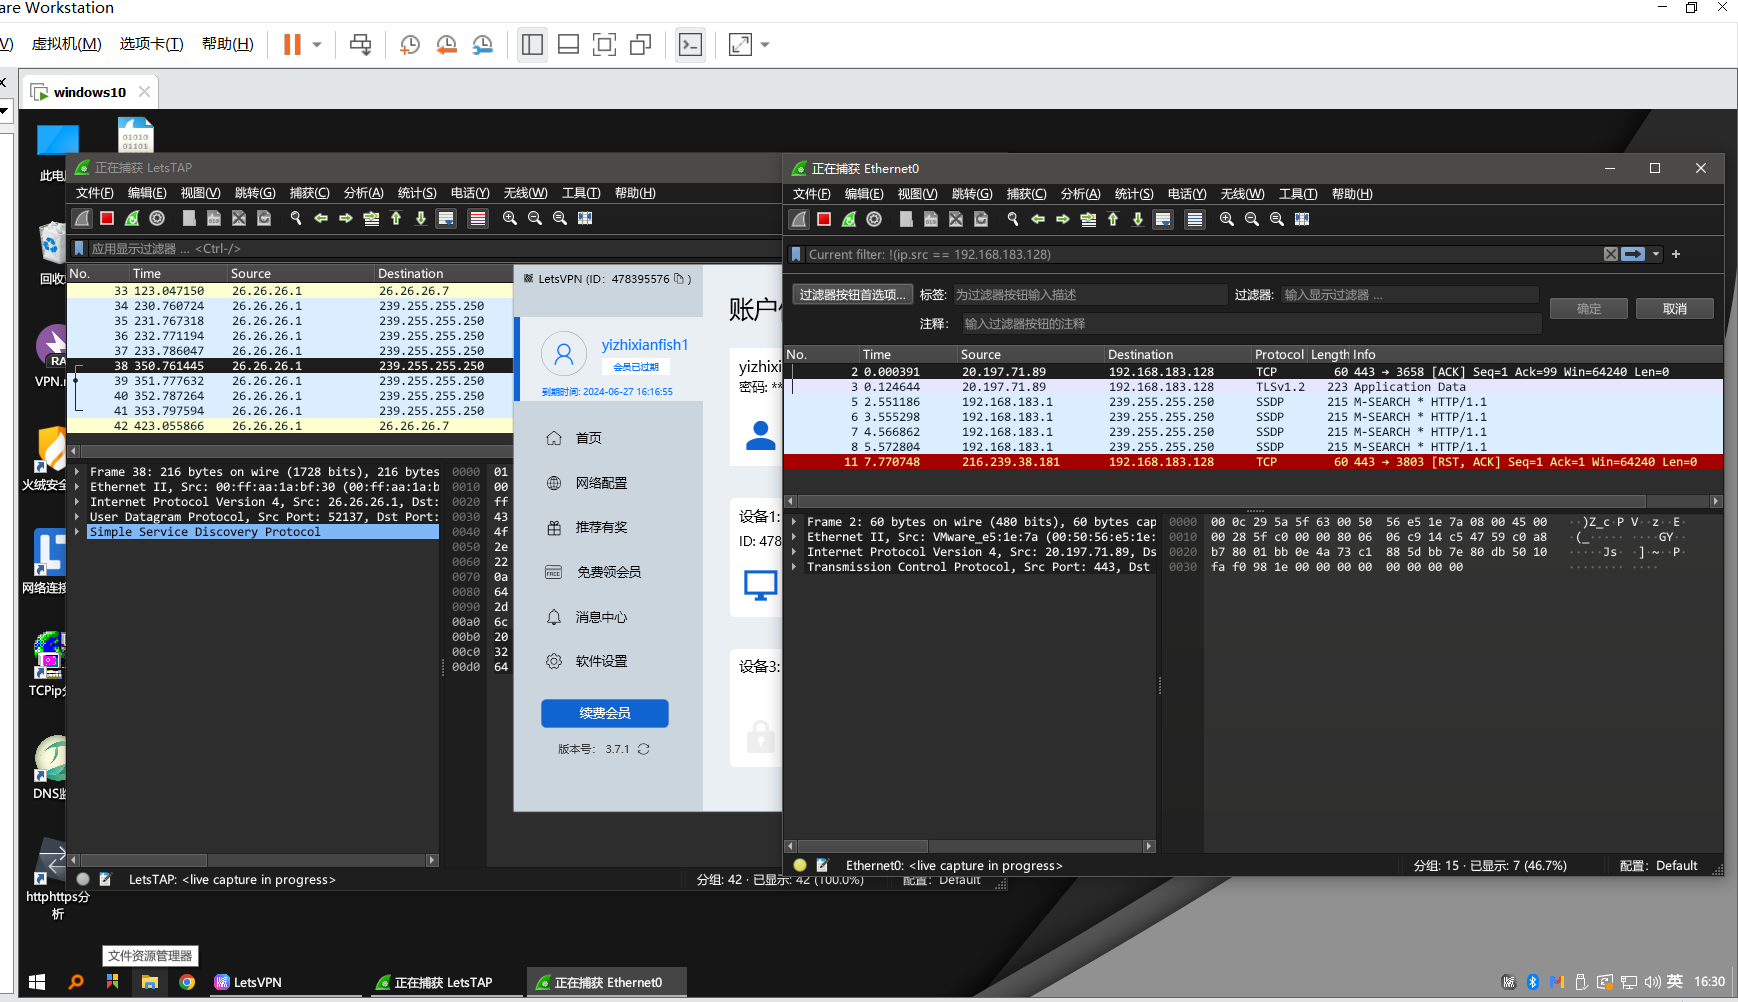 are Workstation
V) 虚拟机(M) 选项卡(T) 帮助(H)
windows10
此电
回收
VPN.r
火绒安全
网络连接
TCPip分
DNS监
httphttps分
析
正在捕获 LetsTAP
文件(F) 编辑(E) 视图(V) 跳转(G) 捕获(C) 分析(A) 统计(S) 电话(Y) 无线(W) 工具(T) 帮助(H)
应用显示过滤器 … <Ctrl-/>
No. Time Source Destination
33 123.047150 26.26.26.1 26.26.26.7
34 230.760724 26.26.26.1 239.255.255.250
35 231.767318 26.26.26.1 239.255.255.250
36 232.771194 26.26.26.1 239.255.255.250
37 233.786047 26.26.26.1 239.255.255.250
38 350.761445 26.26.26.1 239.255.255.250
39 351.777632 26.26.26.1 239.255.255.250
40 352.787264 26.26.26.1 239.255.255.250
41 353.797594 26.26.26.1 239.255.255.250
42 423.055866 26.26.26.1 26.26.26.7
Frame 38: 216 bytes on wire (1728 bits), 216 bytes
Ethernet II, Src: 00:ff:aa:1a:bf:30 (00:ff:aa:1a:b
Internet Protocol Version 4, Src: 26.26.26.1, Dst:
User Datagram Protocol, Src Port: 52137, Dst Port:
Simple Service Discovery Protocol
0000 01
0010 00
0020 ff
0030 43
0040 4f
0050 2e
0060 22
0070 0a
0080 64
0090 2d
00a0 6c
00b0 20
00c0 32
00d0 64
LetsTAP: <live capture in progress>
分组: 42 · 已显示: 42 (100.0%)
配置: Default
LetsVPN (ID: 478395576 )
yizhixianfish1
会员已过期
到期时间: 2024-06-27 16:16:55
首页
网络配置
推荐有奖
FREE 免费领会员
消息中心
软件设置
续费会员
版本号: 3.7.1
账户
yizhixi
密码: **
设备1:
ID: 478
设备3:
正在捕获 Ethernet0
文件(F) 编辑(E) 视图(V) 跳转(G) 捕获(C) 分析(A) 统计(S) 电话(Y) 无线(W) 工具(T) 帮助(H)
Current filter: !(ip.src == 192.168.183.128)
过滤器按钮首选项… 标签: 为过滤器按钮输入描述 过滤器: 输入显示过滤器 …
注释: 输入过滤器按钮的注释
确定 取消
No. Time Source Destination Protocol Length Info
2 0.000391 20.197.71.89 192.168.183.128 TCP 60 443 → 3658 [ACK] Seq=1 Ack=99 Win=64240 Len=0
3 0.124644 20.197.71.89 192.168.183.128 TLSv1.2 223 Application Data
5 2.551186 192.168.183.1 239.255.255.250 SSDP 215 M-SEARCH * HTTP/1.1
6 3.555298 192.168.183.1 239.255.255.250 SSDP 215 M-SEARCH * HTTP/1.1
7 4.566862 192.168.183.1 239.255.255.250 SSDP 215 M-SEARCH * HTTP/1.1
8 5.572804 192.168.183.1 239.255.255.250 SSDP 215 M-SEARCH * HTTP/1.1
11 7.770748 216.239.38.181 192.168.183.128 TCP 60 443 → 3803 [RST, ACK] Seq=1 Ack=1 Win=64240 Len=0
Frame 2: 60 bytes on wire (480 bits), 60 bytes cap
Ethernet II, Src: VMware_e5:1e:7a (00:50:56:e5:1e:
Internet Protocol Version 4, Src: 20.197.71.89, Ds
Transmission Control Protocol, Src Port: 443, Dst
0000 00 0c 29 5a 5f 63 00 50 56 e5 1e 7a 08 00 45 00 ··)Z_c·P V··z··E·
0010 00 28 5f c0 00 00 80 06 06 c9 14 c5 47 59 c0 a8 ·(_····· ····GY··
0020 b7 80 01 bb 0e 4a 73 c1 88 5d bb 7e 80 db 50 10 ·····Js· ·]·~··P·
0030 fa f0 98 1e 00 00 00 00 00 00 00 00 ········ ····
Ethernet0: <live capture in progress>
分组: 15 · 已显示: 7 (46.7%)
配置: Default
文件资源管理器
LetsVPN
正在捕获 LetsTAP
正在捕获 Ethernet0
英 16:30